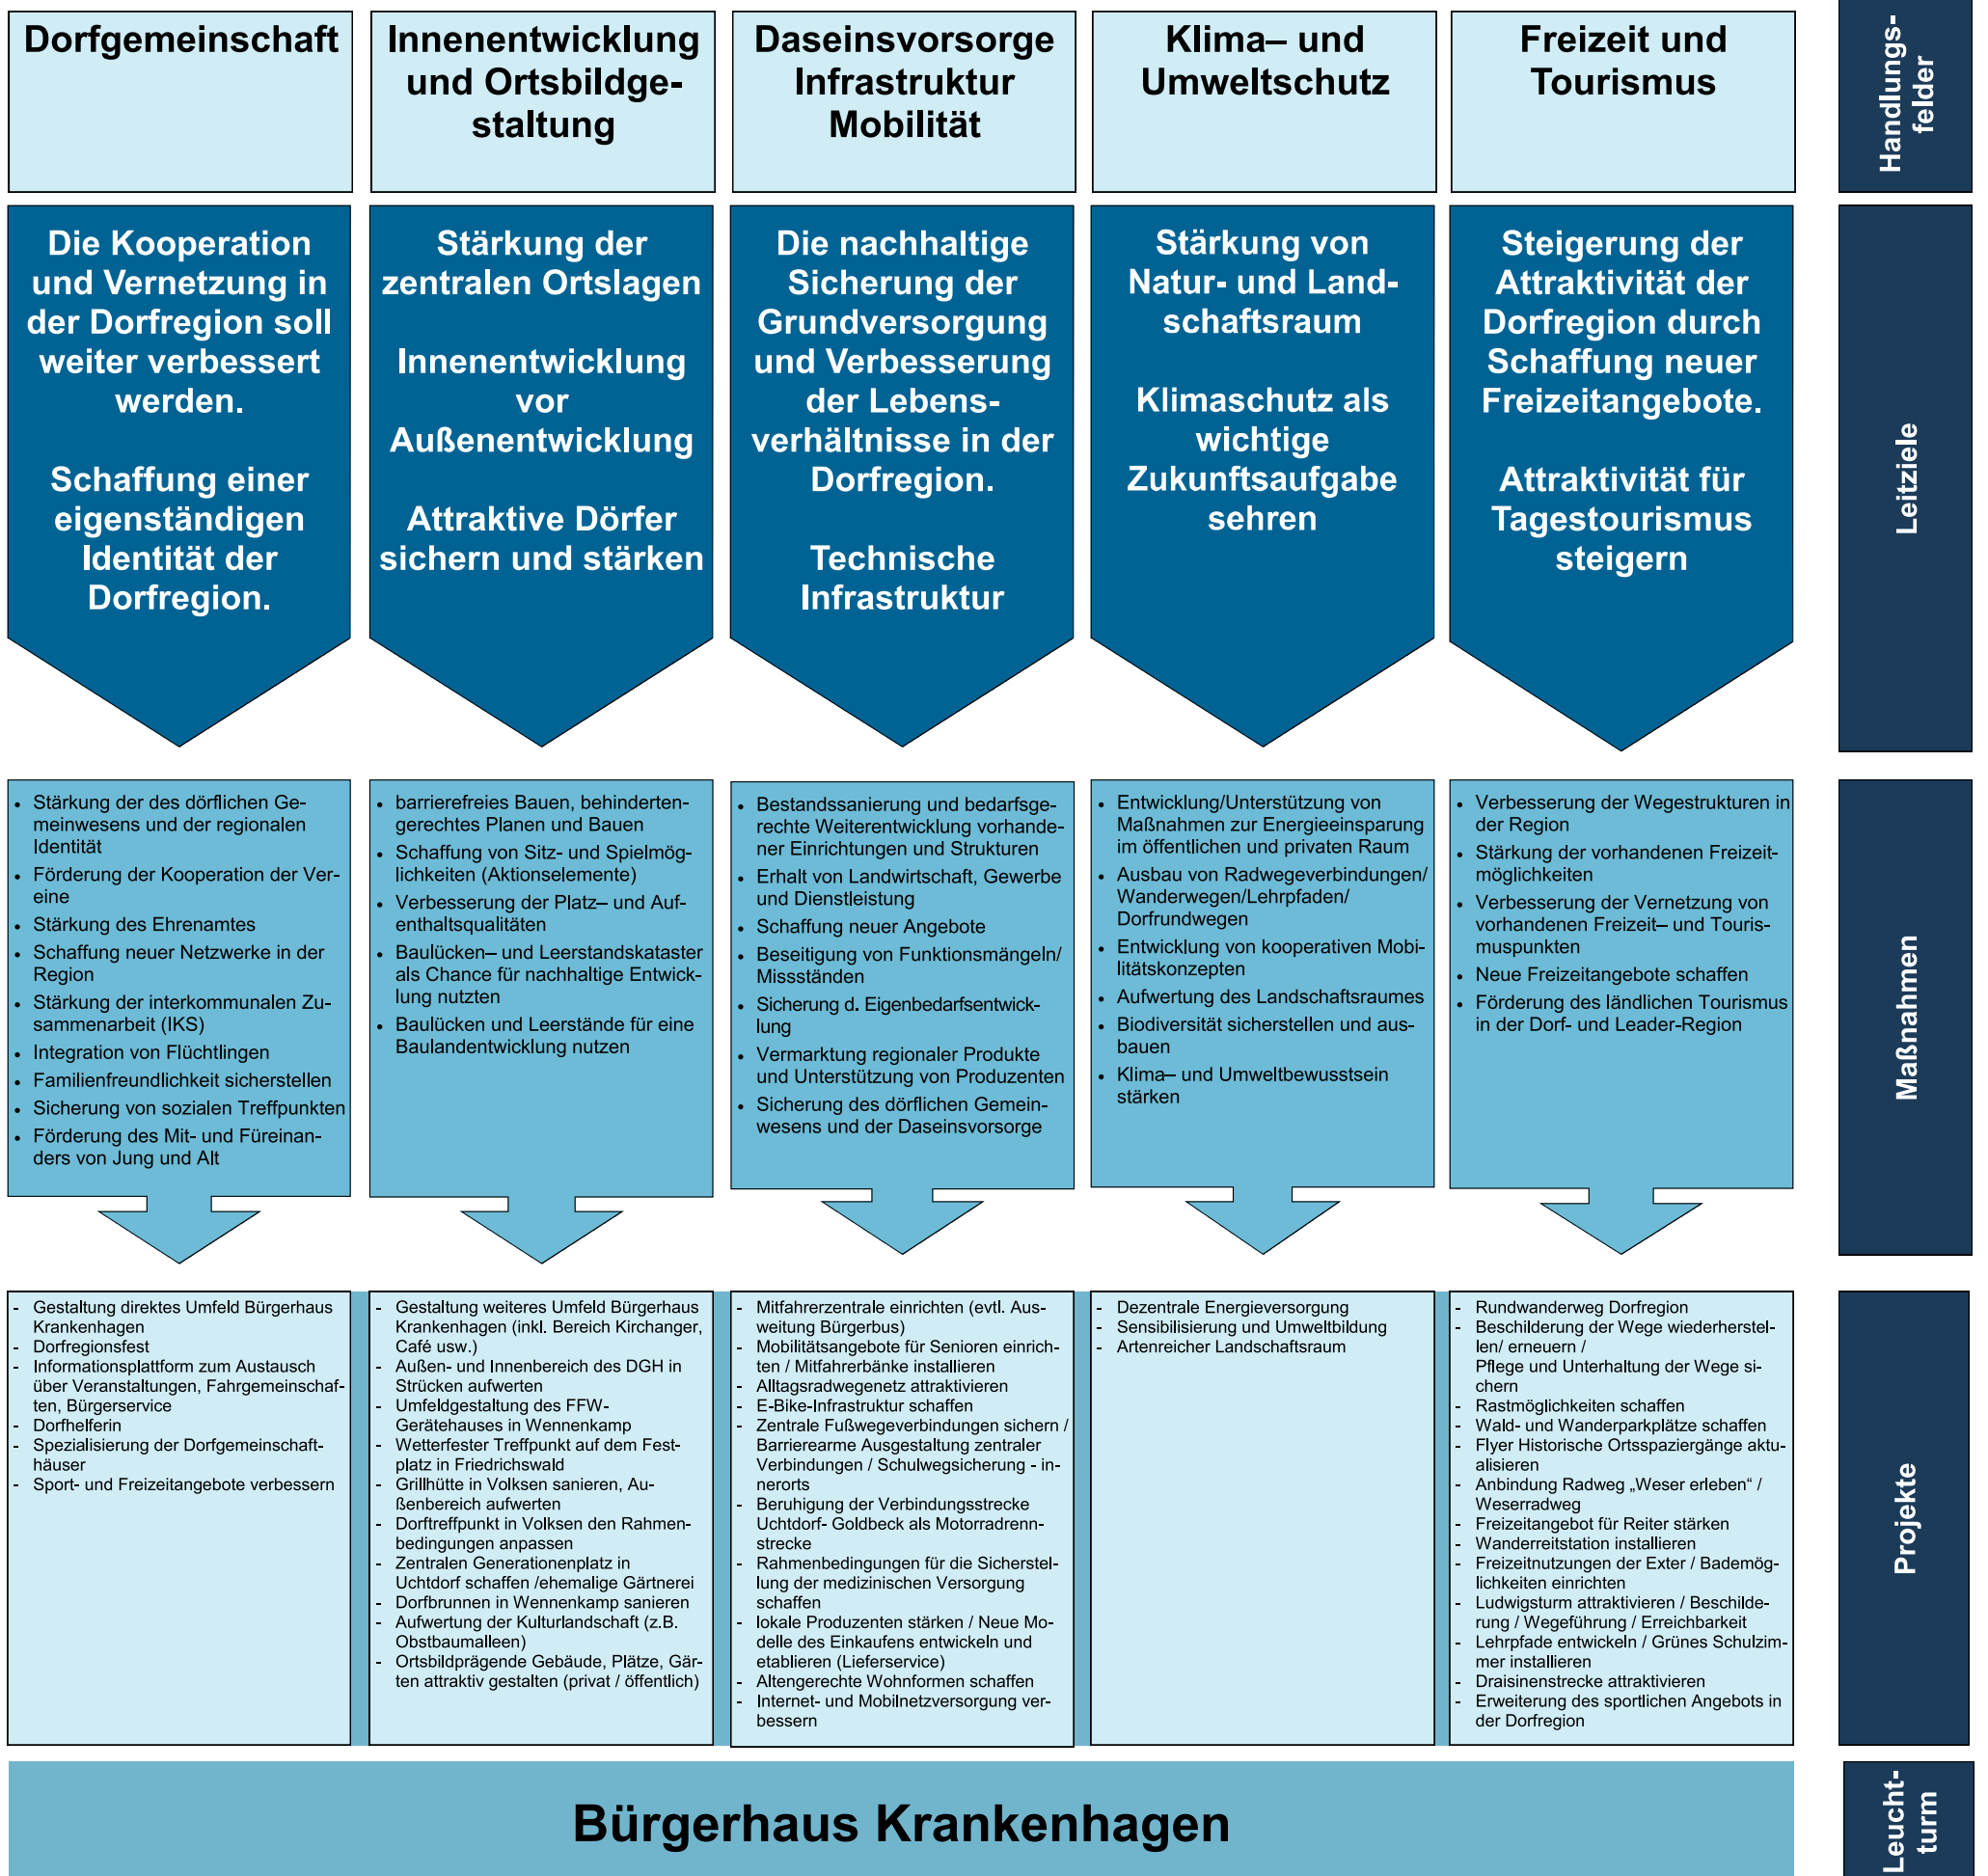 Dorfgemeinschaft
Innenentwicklung
und Ortsbildge-
staltung
Daseinsvorsorge
Infrastruktur
Mobilität
Klima– und
Umweltschutz
Freizeit und
Tourismus
Handlungs-
felder
Die Kooperation
und Vernetzung in
der Dorfregion soll
weiter verbessert
werden.
Schaffung einer
eigenständigen
Identität der
Dorfregion.
Stärkung der
zentralen Ortslagen
Innenentwicklung
vor
Außenentwicklung
Attraktive Dörfer
sichern und stärken
Die nachhaltige
Sicherung der
Grundversorgung
und Verbesserung
der Lebens-
verhältnisse in der
Dorfregion.
Technische
Infrastruktur
Stärkung von
Natur- und Land-
schaftsraum
Klimaschutz als
wichtige
Zukunftsaufgabe
sehren
Steigerung der
Attraktivität der
Dorfregion durch
Schaffung neuer
Freizeitangebote.
Attraktivität für
Tagestourismus
steigern
Leitziele
• Stärkung der des dörflichen Ge-
meinwesens und der regionalen
Identität
• Förderung der Kooperation der Ver-
eine
• Stärkung des Ehrenamtes
• Schaffung neuer Netzwerke in der
Region
• Stärkung der interkommunalen Zu-
sammenarbeit (IKS)
• Integration von Flüchtlingen
• Familienfreundlichkeit sicherstellen
• Sicherung von sozialen Treffpunkten
• Förderung des Mit- und Füreinan-
ders von Jung und Alt
• barrierefreies Bauen, behinderten-
gerechtes Planen und Bauen
• Schaffung von Sitz- und Spielmög-
lichkeiten (Aktionselemente)
• Verbesserung der Platz– und Auf-
enthaltsqualitäten
• Baulücken– und Leerstandskataster
als Chance für nachhaltige Entwick-
lung nutzten
• Baulücken und Leerstände für eine
Baulandentwicklung nutzen
• Bestandssanierung und bedarfsge-
rechte Weiterentwicklung vorhande-
ner Einrichtungen und Strukturen
• Erhalt von Landwirtschaft, Gewerbe
und Dienstleistung
• Schaffung neuer Angebote
• Beseitigung von Funktionsmängeln/
Missständen
• Sicherung d. Eigenbedarfsentwick-
lung
• Vermarktung regionaler Produkte
und Unterstützung von Produzenten
• Sicherung des dörflichen Gemein-
wesens und der Daseinsvorsorge
• Entwicklung/Unterstützung von
Maßnahmen zur Energieeinsparung
im öffentlichen und privaten Raum
• Ausbau von Radwegeverbindungen/
Wanderwegen/Lehrpfaden/
Dorfrundwegen
• Entwicklung von kooperativen Mobi-
litätskonzepten
• Aufwertung des Landschaftsraumes
• Biodiversität sicherstellen und aus-
bauen
• Klima– und Umweltbewusstsein
stärken
• Verbesserung der Wegestrukturen in
der Region
• Stärkung der vorhandenen Freizeit-
möglichkeiten
• Verbesserung der Vernetzung von
vorhandenen Freizeit– und Touris-
muspunkten
• Neue Freizeitangebote schaffen
• Förderung des ländlichen Tourismus
in der Dorf- und Leader-Region
Maßnahmen
- Gestaltung direktes Umfeld Bürgerhaus
Krankenhagen
- Dorfregionsfest
- Informationsplattform zum Austausch
über Veranstaltungen, Fahrgemeinschaf-
ten, Bürgerservice
- Dorfhelferin
- Spezialisierung der Dorfgemeinschaft-
häuser
- Sport- und Freizeitangebote verbessern
- Gestaltung weiteres Umfeld Bürgerhaus
Krankenhagen (inkl. Bereich Kirchanger,
Café usw.)
- Außen- und Innenbereich des DGH in
Strücken aufwerten
- Umfeldgestaltung des FFW-
Gerätehauses in Wennenkamp
- Wetterfester Treffpunkt auf dem Fest-
platz in Friedrichswald
- Grillhütte in Volksen sanieren, Au-
ßenbereich aufwerten
- Dorftreffpunkt in Volksen den Rahmen-
bedingungen anpassen
- Zentralen Generationenplatz in
Uchtdorf schaffen /ehemalige Gärtnerei
- Dorfbrunnen in Wennenkamp sanieren
- Aufwertung der Kulturlandschaft (z.B.
Obstbaumalleen)
- Ortsbildprägende Gebäude, Plätze, Gär-
ten attraktiv gestalten (privat / öffentlich)
- Mitfahrerzentrale einrichten (evtl. Aus-
weitung Bürgerbus)
- Mobilitätsangebote für Senioren einrich-
ten / Mitfahrerbänke installieren
- Alltagsradwegenetz attraktivieren
- E-Bike-Infrastruktur schaffen
- Zentrale Fußwegeverbindungen sichern /
Barrierearme Ausgestaltung zentraler
Verbindungen / Schulwegsicherung - in-
nerorts
- Beruhigung der Verbindungsstrecke
Uchtdorf- Goldbeck als Motorradrenn-
strecke
- Rahmenbedingungen für die Sicherstel-
lung der medizinischen Versorgung
schaffen
- lokale Produzenten stärken / Neue Mo-
delle des Einkaufens entwickeln und
etablieren (Lieferservice)
- Altengerechte Wohnformen schaffen
- Internet- und Mobilnetzversorgung ver-
bessern
- Dezentrale Energieversorgung
- Sensibilisierung und Umweltbildung
- Artenreicher Landschaftsraum
- Rundwanderweg Dorfregion
- Beschilderung der Wege wiederherstel-
len/ erneuern /
Pflege und Unterhaltung der Wege si-
chern
- Rastmöglichkeiten schaffen
- Wald- und Wanderparkplätze schaffen
- Flyer Historische Ortsspaziergänge aktu-
alisieren
- Anbindung Radweg „Weser erleben“ /
Weserradweg
- Freizeitangebot für Reiter stärken
- Wanderreitstation installieren
- Freizeitnutzungen der Exter / Bademög-
lichkeiten einrichten
- Ludwigsturm attraktivieren / Beschilde-
rung / Wegeführung / Erreichbarkeit
- Lehrpfade entwickeln / Grünes Schulzim-
mer installieren
- Draisinenstrecke attraktivieren
- Erweiterung des sportlichen Angebots in
der Dorfregion
Projekte
Bürgerhaus Krankenhagen
Leucht-
turm